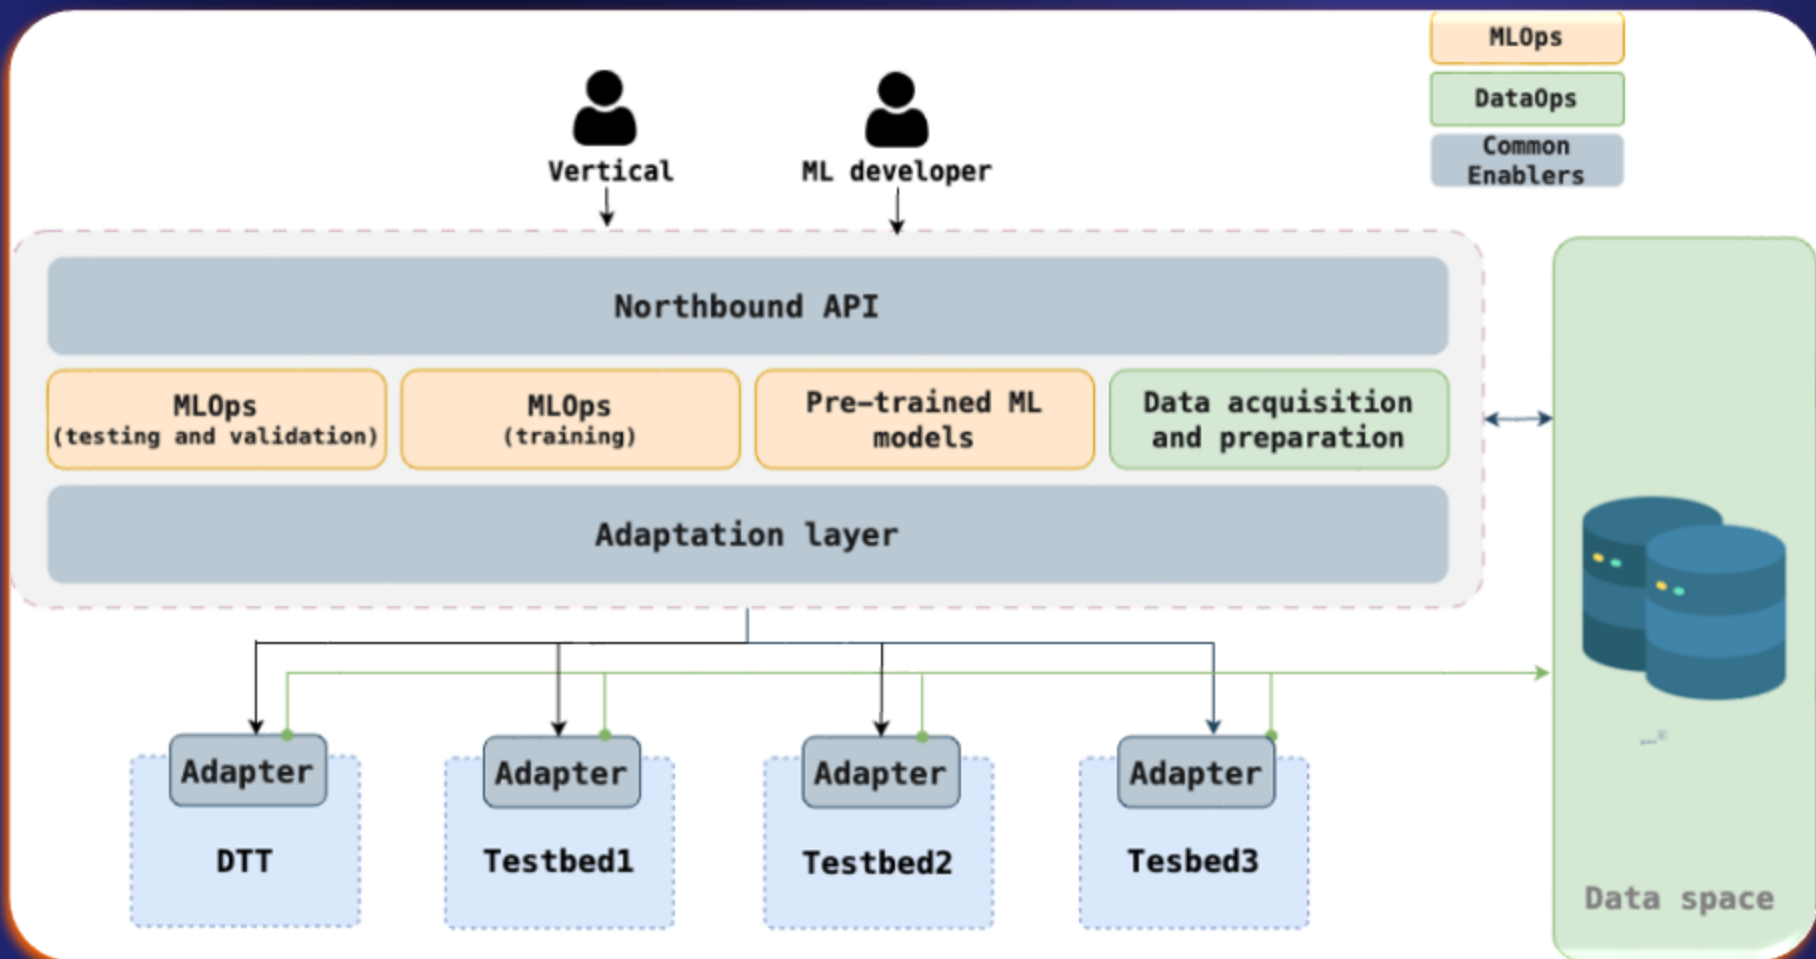 MLOps
DataOps
Common
Enablers
Vertical
ML developer
Northbound API
MLOps
(testing and validation)
MLOps
(training)
Pre-trained ML
models
Data acquisition
and preparation
Adaptation layer
Adapter
Adapter
Adapter
Adapter
DTT
Testbed1
Testbed2
Tesbed3
Data space